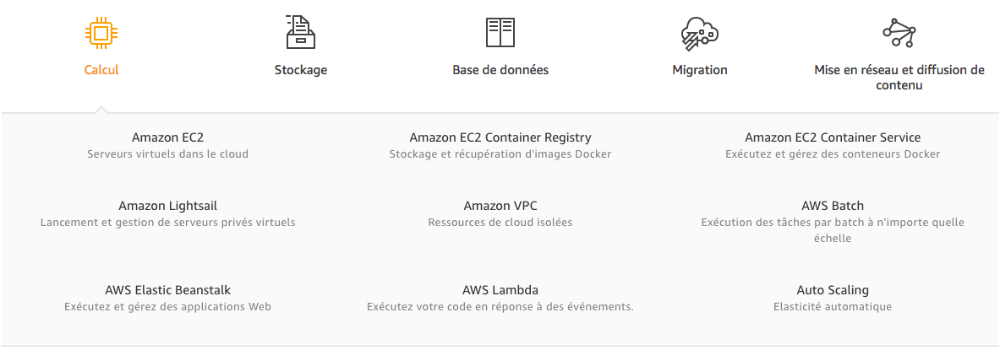 Calcul
Stockage
Base de données
Migration
Mise en réseau et diffusion de
contenu
Amazon EC2
Serveurs virtuels dans le cloud
Amazon EC2 Container Registry
Stockage et récupération d'images Docker
Amazon EC2 Container Service
Exécutez et gérez des conteneurs Docker
Amazon Lightsail
Lancement et gestion de serveurs privés virtuels
Amazon VPC
Ressources de cloud isolées
AWS Batch
Exécution des tâches par batch à n'importe quelle
échelle
AWS Elastic Beanstalk
Exécutez et gérez des applications Web
AWS Lambda
Exécutez votre code en réponse à des événements.
Auto Scaling
Elasticité automatique